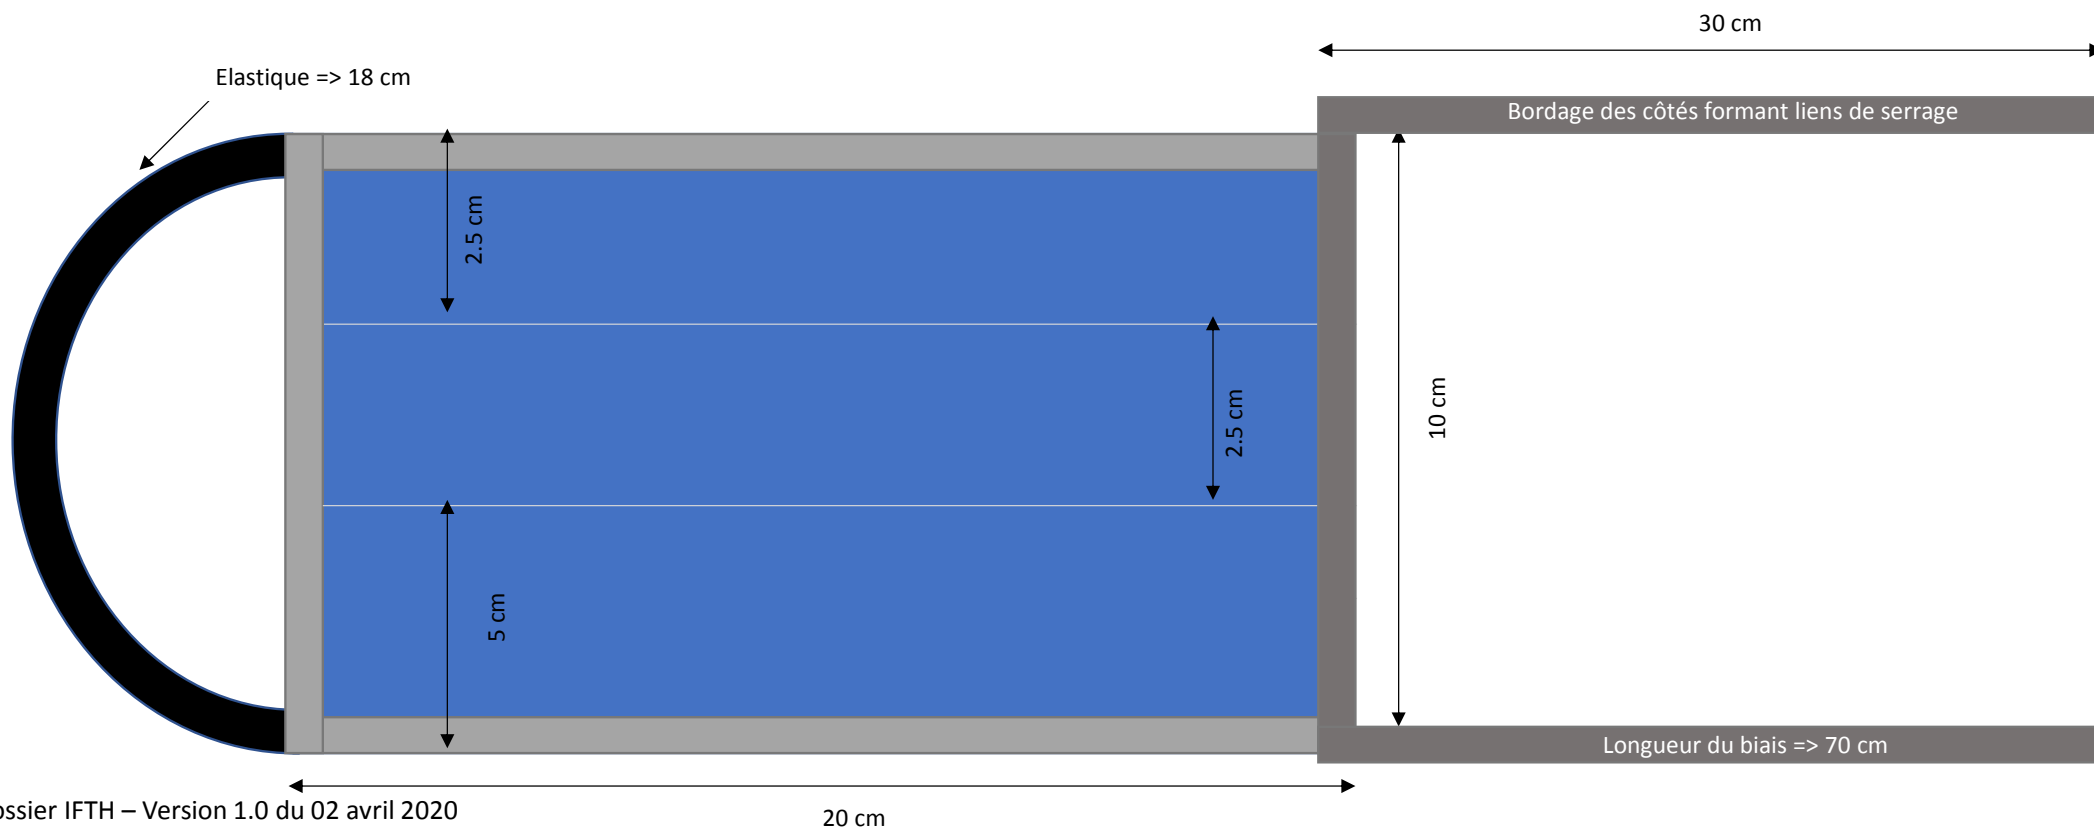 30 cm
Elastique => 18 cm
Bordage des côtés formant liens de serrage
2.5 cm
2.5 cm
10 cm
5 cm
Longueur du biais => 70 cm
ossier IFTH – Version 1.0 du 02 avril 2020
20 cm